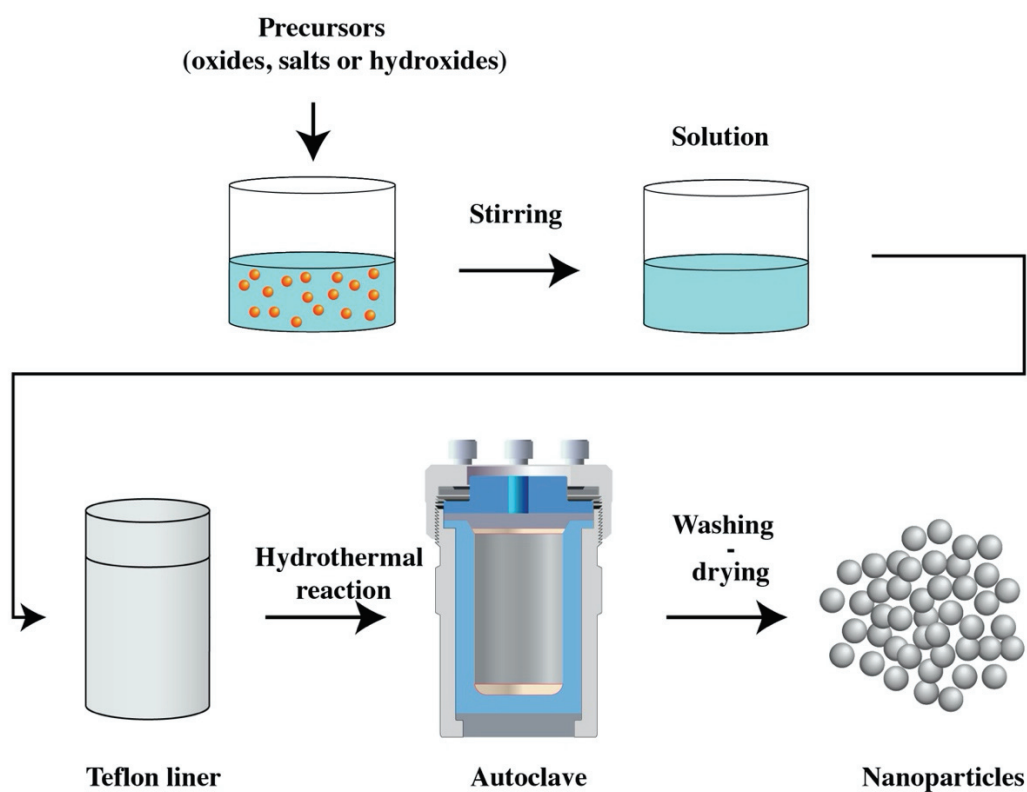 Precursors
(oxides, salts or hydroxides)
Solution
Stirring
Hydrothermal
reaction
Washing
-
drying
Teflon liner
Autoclave
Nanoparticles